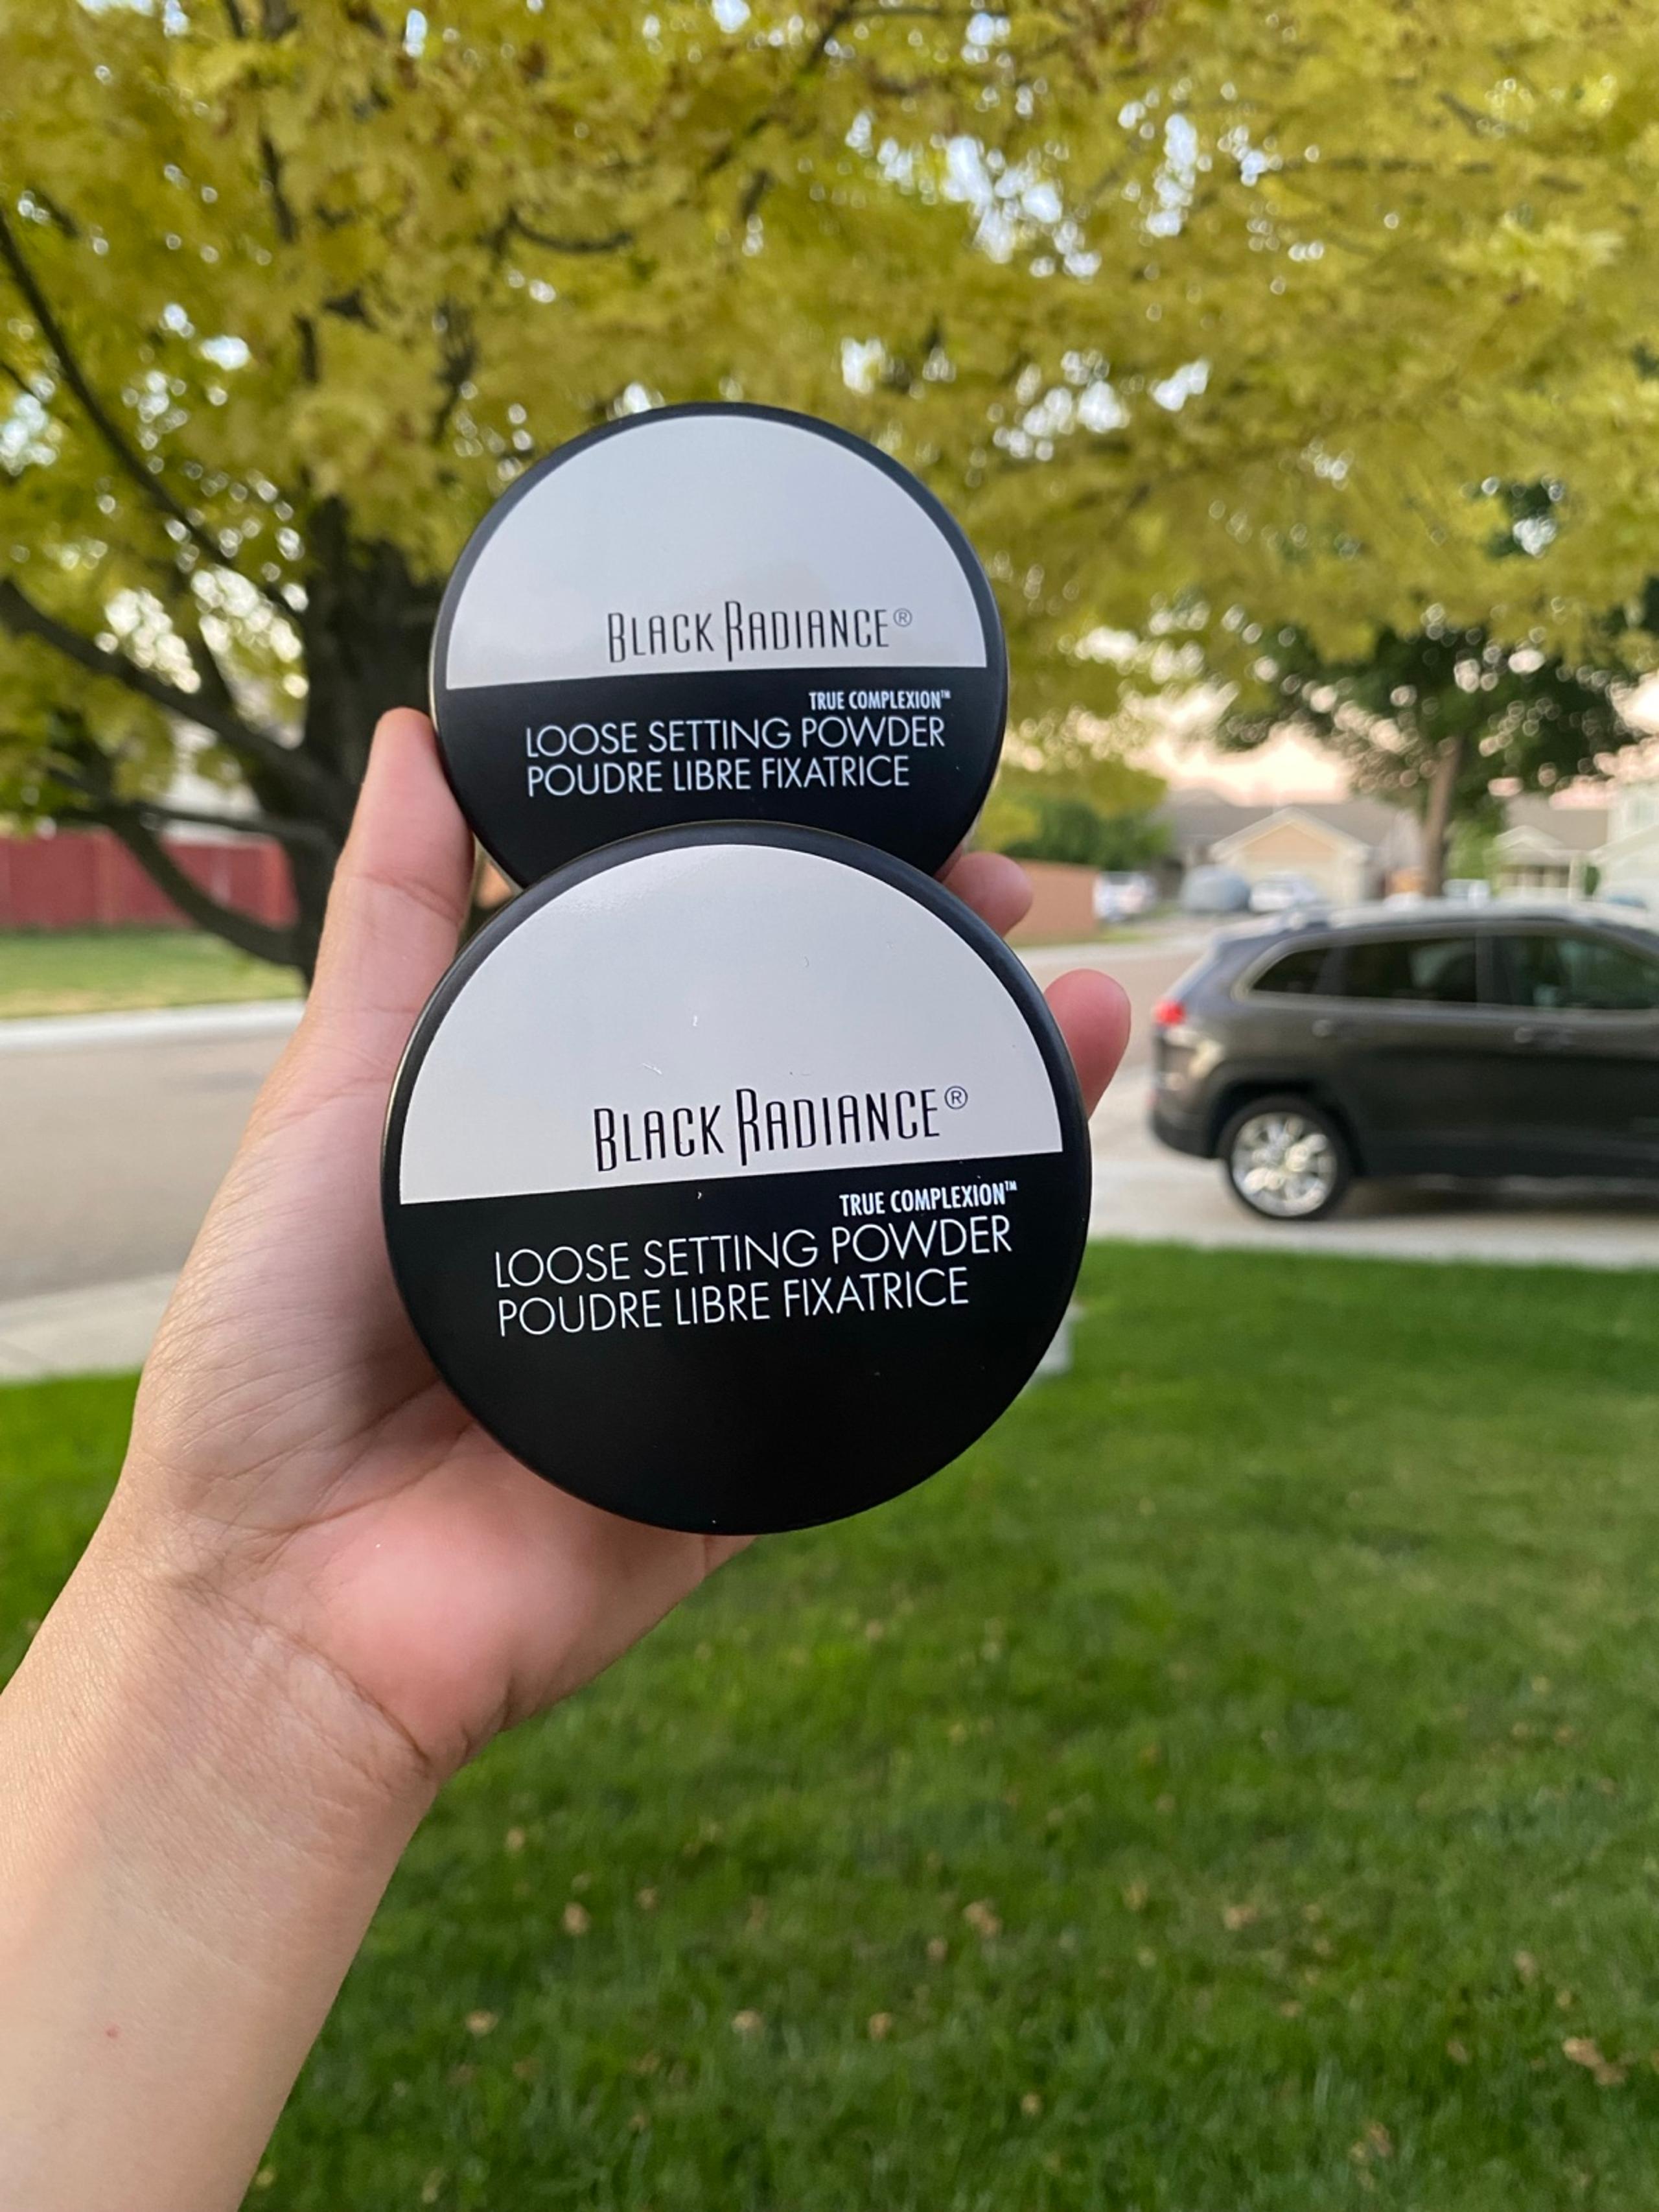 BLACK RADIANCE®
TRUE COMPLEXION™
LOOSE SETTING POWDER
POUDRE LIBRE FIXATRICE
BLACK RADIANCE®
TRUE COMPLEXION™
LOOSE SETTING POWDER
POUDRE LIBRE FIXATRICE